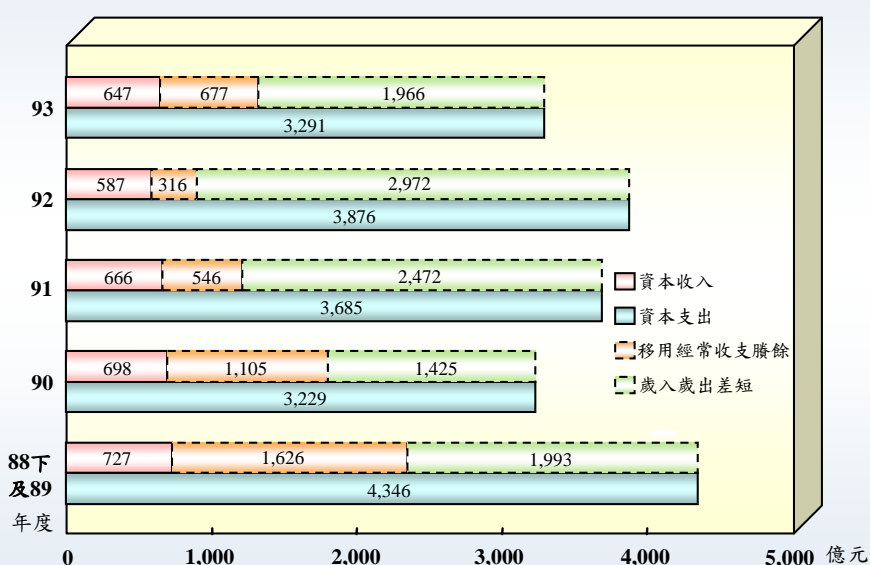 93
647 677 1,966
3,291
92
587 316 2,972
3,876
91
666 546 2,472
3,685
90
698 1,105 1,425
3,229
88下
及89
727 1,626 1,993
4,346
年度
0 1,000 2,000 3,000 4,000 5,000 億元
資本收入
資本支出
移用經常收支賸餘
歲入歲出差短